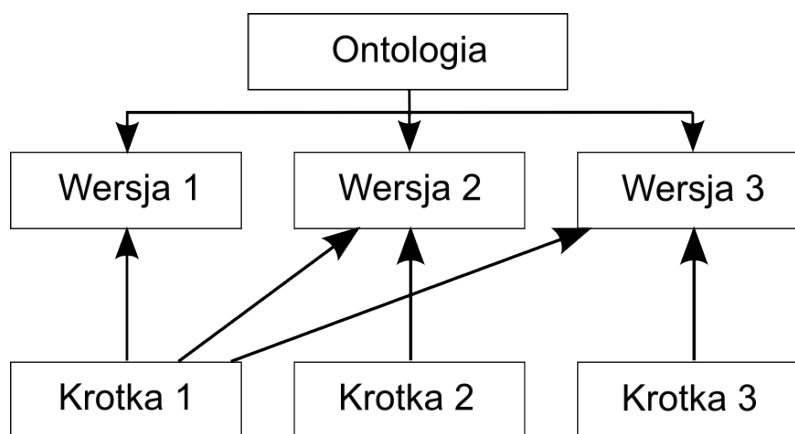 Ontologia
Wersja 1
Wersja 2
Wersja 3
Krotka 1
Krotka 2
Krotka 3